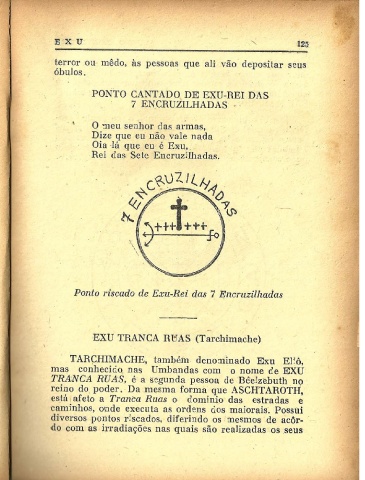 E X U 125
terror ou mêdo, às pessoas que ali vão depositar seus
óbulos.
PONTO CANTADO DE EXU-REI DAS
7 ENCRUZILHADAS
O meu senhor das armas,
Dize que eu não vale nada
Oia lá que eu é Exu,
Rei das Sete Encruzilhadas.
7 ENCRUZILHADAS
Ponto riscado de Exu-Rei das 7 Encruzilhadas
EXU TRANCA RUAS (Tarchimache)
TARCHIMACHE, também denominado Exu
mas conhecido nas Umbandas com o nome de EXU
TRANCA RUAS, é a segunda pessoa de Béelzebuth no
reino do poder. Da mesma forma que ASCHTAROTH,
está afeto a Tranca Ruas o domínio das estradas e
caminhos, onde executa as ordens dos maiorais. Possui
diversos pontos riscados, diferindo os mesmos de acôr-
do com as irradiações nas quais são realizadas os seus